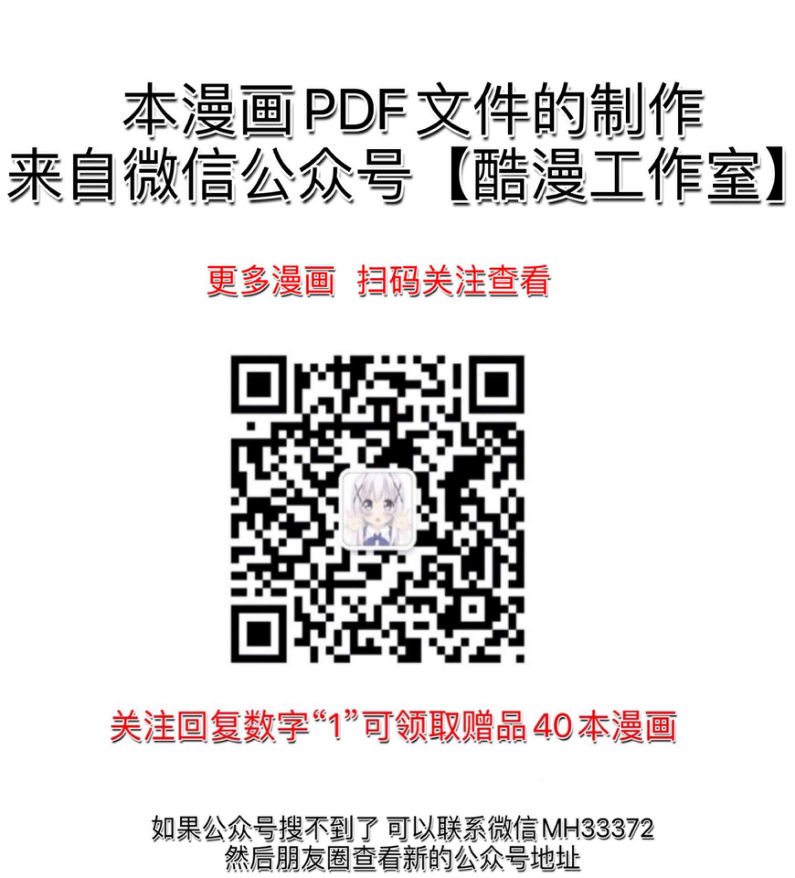 本漫画PDF文件的制作
来自微信公众号【酷漫工作室】
更多漫画 扫码关注查看
关注回复数字“1”可领取赠品40本漫画
如果公众号搜不到了 可以联系微信MH33372
然后朋友圈查看新的公众号地址